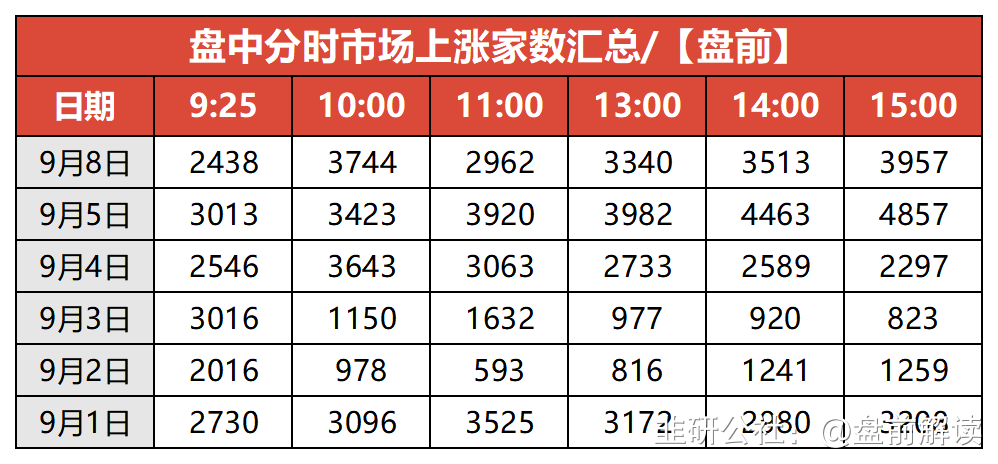 盘中分时市场上涨家数汇总/【盘前】
日期 9:25 10:00 11:00 13:00 14:00 15:00
9月8日 2438 3744 2962 3340 3513 3957
9月5日 3013 3423 3920 3982 4463 4857
9月4日 2546 3643 3063 2733 2589 2297
9月3日 3016 1150 1632 977 920 823
9月2日 2016 978 593 816 1241 1259
9月1日 2730 3096 3525 3172 2980 3200
韭研公社：@盘前解读